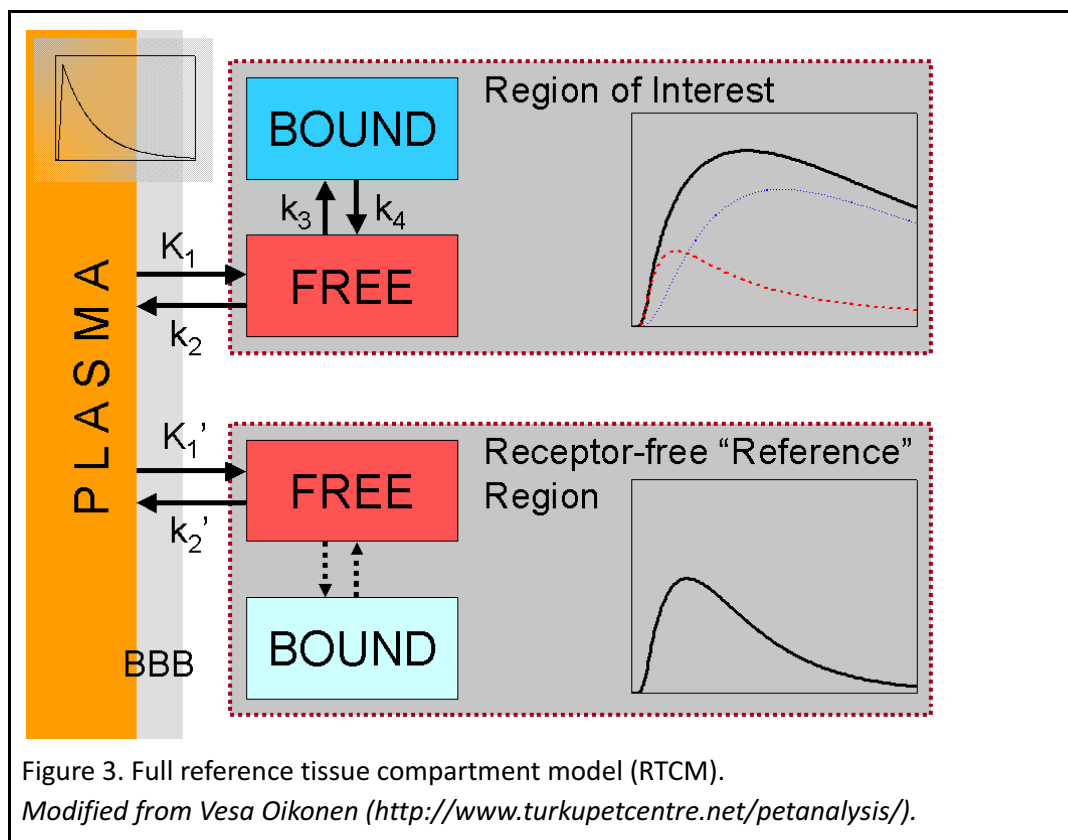 Region of Interest
BOUND
k3 k4
K1
FREE
k2
PLASMA
K1’
Receptor-free “Reference”
Region
FREE
k2’
BOUND
BBB
Figure 3. Full reference tissue compartment model (RTCM).
Modified from Vesa Oikonen (http://www.turkupetcentre.net/petanalysis/).